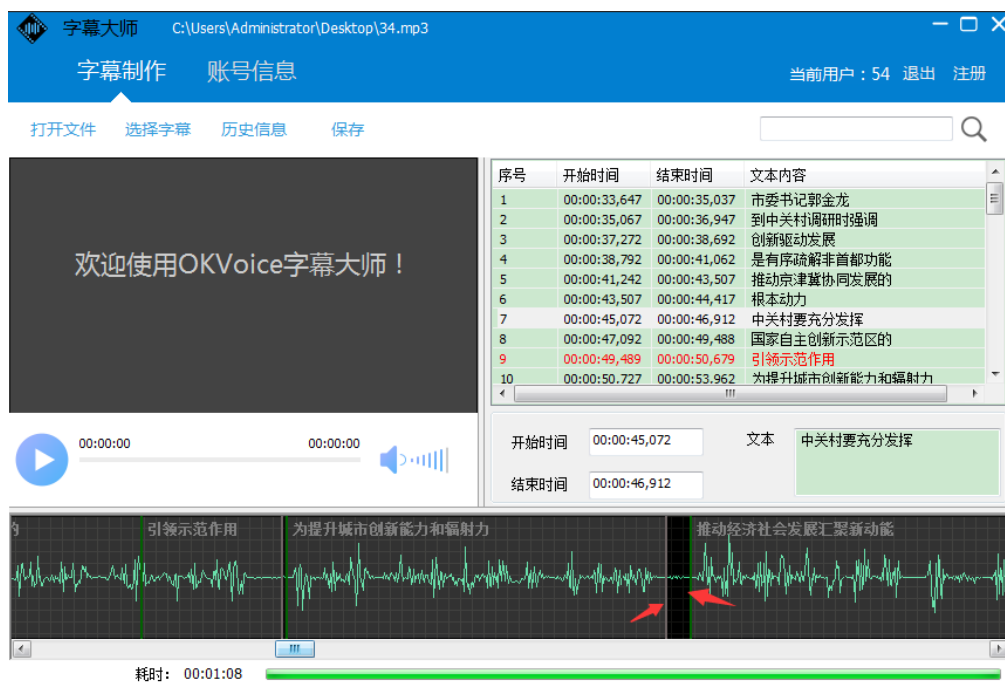 字幕大师 C:\Users\Administrator\Desktop\34.mp3
字幕制作 账号信息 当前用户：54 退出 注册
打开文件 选择字幕 历史信息 保存
欢迎使用OKVoice字幕大师！
序号 开始时间 结束时间 文本内容
1 00:00:33,647 00:00:35,037 市委书记郭金龙
2 00:00:35,067 00:00:36,947 到中关村调研时强调
3 00:00:37,272 00:00:38,692 创新驱动发展
4 00:00:38,792 00:00:41,062 是有序疏解非首都功能
5 00:00:41,242 00:00:43,507 推动京津冀协同发展的
6 00:00:43,507 00:00:44,417 根本动力
7 00:00:45,072 00:00:46,912 中关村要充分发挥
8 00:00:47,092 00:00:49,488 国家自主创新示范区的
9 00:00:49,489 00:00:50,679 引领示范作用
10 00:00:50.727 00:00:53.962 为提升城市创新能力和辐射力
00:00:00 00:00:00
开始时间 00:00:45,072 文本 中关村要充分发挥
结束时间 00:00:46,912
引领示范作用 为提升城市创新能力和辐射力 推动经济社会发展汇聚新动能
耗时： 00:01:08